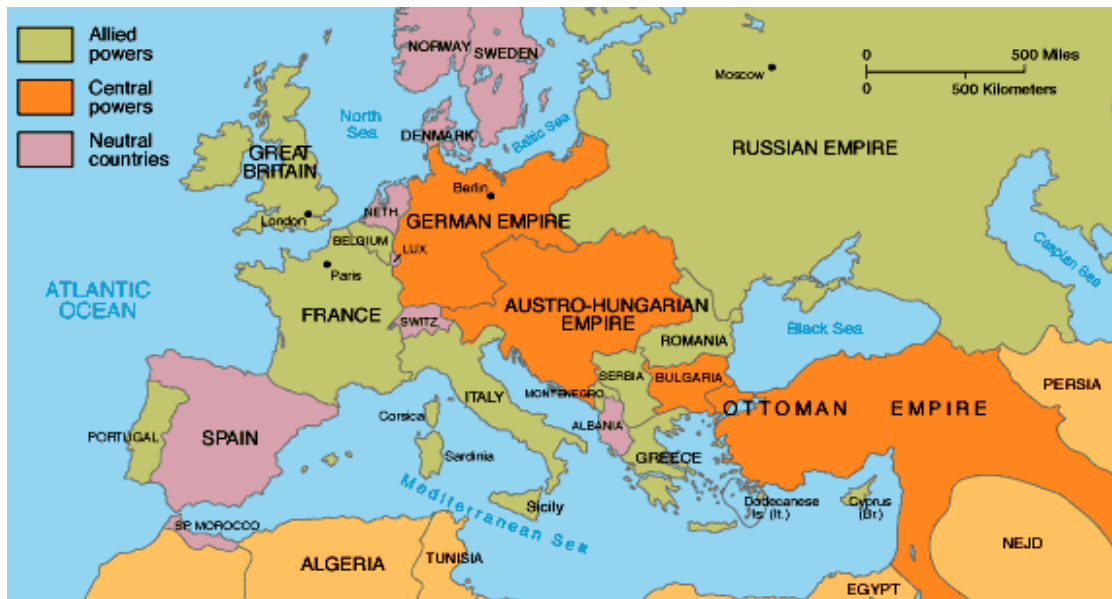 Allied
powers
Central
powers
Neutral
countries
0
500 Miles
0
500 Kilometers
NORWAY
SWEDEN
Moscow
North
Sea
DENMARK
Baltic Sea
RUSSIAN EMPIRE
GREAT
BRITAIN
Berlin
NETH
GERMAN EMPIRE
London
BELGIUM
LUX.
Caspian Sea
Paris
ATLANTIC
OCEAN
FRANCE
SWITZ.
AUSTRO-HUNGARIAN
EMPIRE
Black Sea
ROMANIA
SERBIA
BULGARIA
PERSIA
ITALY
MONTENEGRO
OTTOMAN EMPIRE
Corsica
ALBANIA
PORTUGAL
SPAIN
Sardinia
GREECE
Mediterranean Sea
Sicily
Dodecanese
Is. (It.)
Cyprus
(Br.)
SP. MOROCCO
ALGERIA
TUNISIA
NEJD
EGYPT